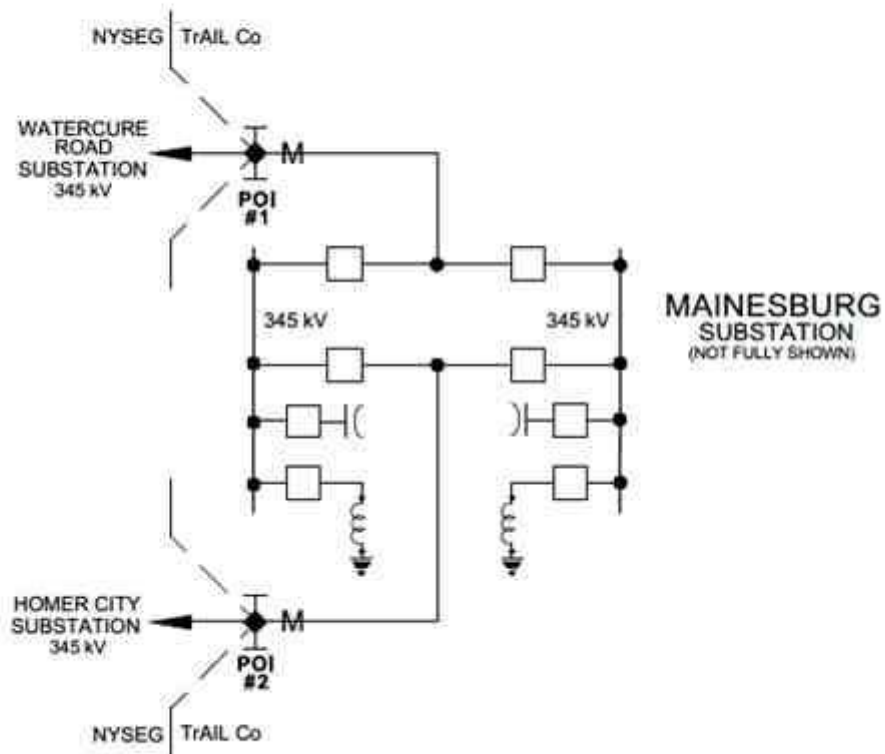 NYSEG TrAIL Co
WATERCURE
ROAD
SUBSTATION
345 kV
M
POI
#1
345 kV
345 kV
MAINESBURG
SUBSTATION
(NOT FULLY SHOWN)
HOMER CITY
SUBSTATION
345 kV
M
POI
#2
NYSEG TrAIL Co